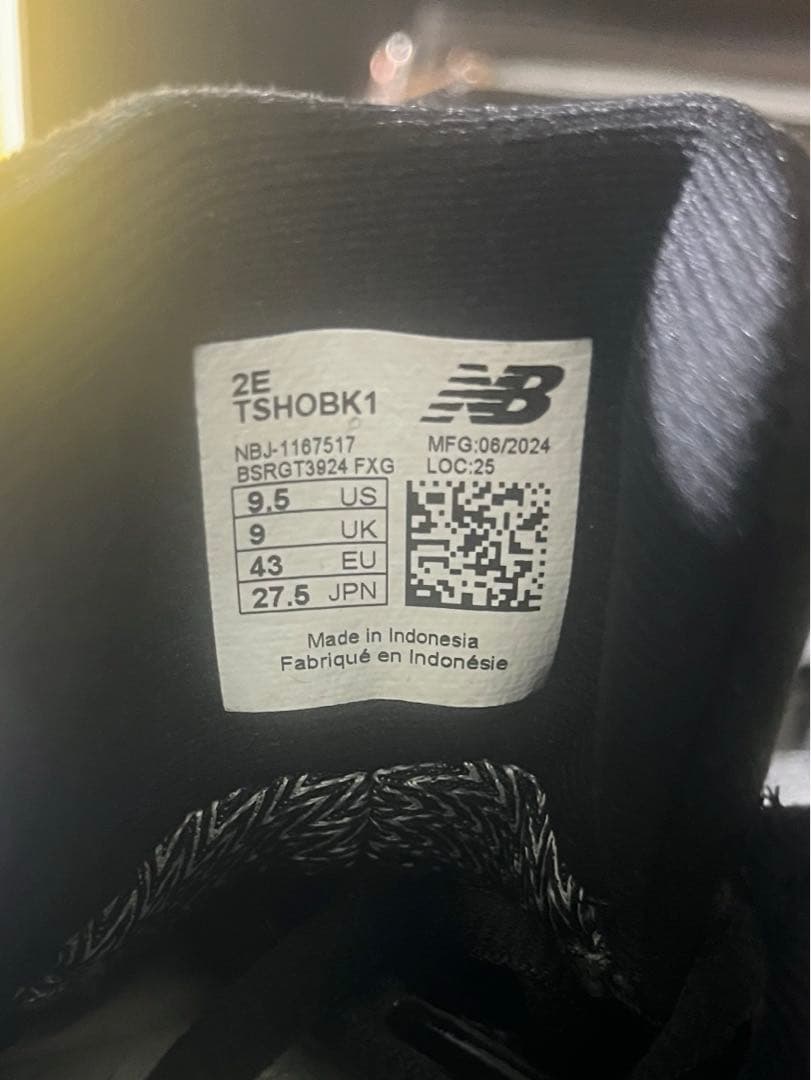 2E
TSHOBK1
NB
NBJ-1167517
BSRGT3924 FXG
MFG:06/2024
LOC:25
9.5 US
9 UK
43 EU
27.5 JPN
Made in Indonesia
Fabriqué en Indonésie